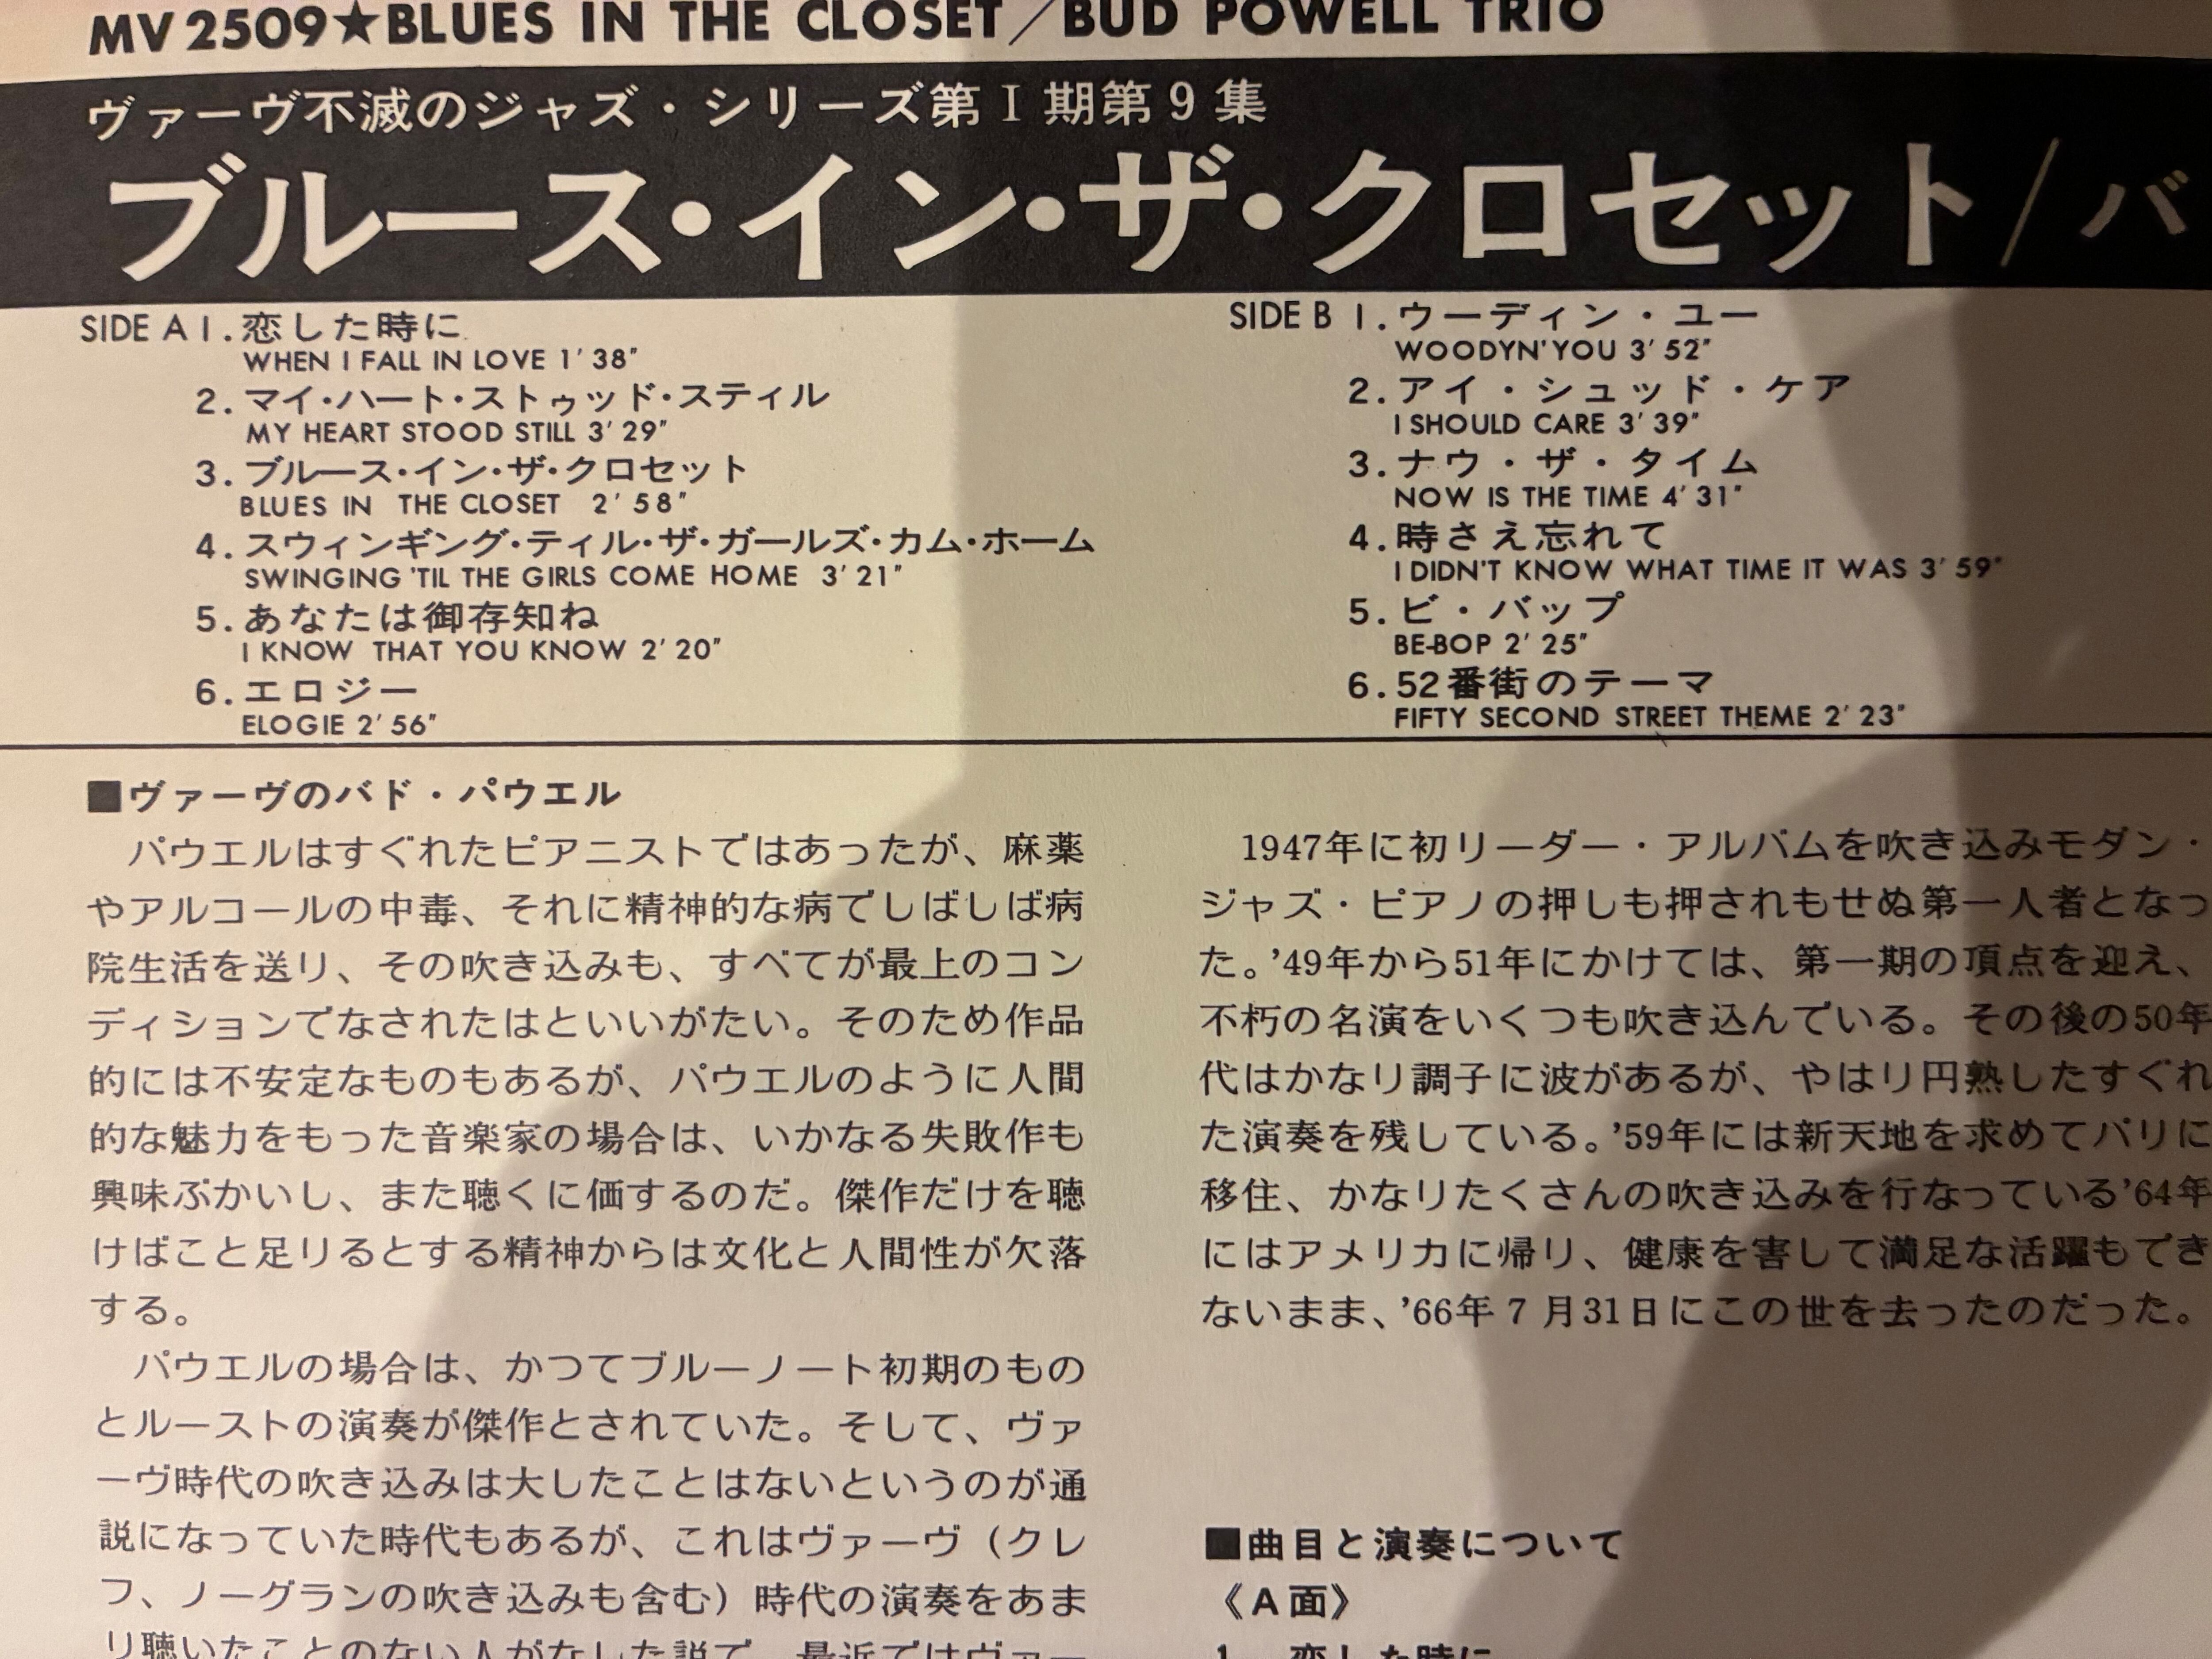 MV2509★BLUES IN THE CLOSET／BUD POWELL TRIO
ヴァーヴ不滅のジャズ・シリーズ第Ⅰ期第9集
ブルース・イン・ザ・クロセット/バ
SIDE A 1.恋した時に
WHEN I FALL IN LOVE 1′38″
2.マイ・ハート・ストゥッド・スティル
MY HEART STOOD STILL 3′29″
3.ブルース・イン・ザ・クロセット
BLUES IN THE CLOSET 2′58″
4.スウィンギング・ティル・ザ・ガールズ・カム・ホーム
SWINGING 'TIL THE GIRLS COME HOME 3′21″
5.あなたは御存知ね
I KNOW THAT YOU KNOW 2′20″
6.エロジー
ELOGIE 2′56″
SIDE B 1.ウーディン・ユー
WOODYN'YOU 3′52″
2.アイ・シュッド・ケア
I SHOULD CARE 3′39″
3.ナウ・ザ・タイム
NOW IS THE TIME 4′31″
4.時さえ忘れて
I DIDN'T KNOW WHAT TIME IT WAS 3′59″
5.ビ・バップ
BE-BOP 2′25″
6.52番街のテーマ
FIFTY SECOND STREET THEME 2′23″
■ヴァーヴのバド・パウエル
パウエルはすぐれたピアニストではあったが、麻薬
やアルコールの中毒、それに精神的な病でしばしば病
院生活を送り、その吹き込みも、すべてが最上のコン
ディションでなされたはといいがたい。そのため作品
的には不安定なものもあるが、パウエルのように人間
的な魅力をもった音楽家の場合は、いかなる失敗作も
興味ぶかいし、また聴くに価するのだ。傑作だけを聴
けばこと足りるとする精神からは文化と人間性が欠落
する。
パウエルの場合は、かつてブルーノート初期のもの
とルーストの演奏が傑作とされていた。そして、ヴァ
ーヴ時代の吹き込みは大したことはないというのが通
説になっていた時代もあるが、これはヴァーヴ（クレ
フ、ノーグランの吹き込みも含む）時代の演奏をあま
り聴いたことのない人がなした説で、最近ではヴァー
1947年に初リーダー・アルバムを吹き込みモダン・
ジャズ・ピアノの押しも押されもせぬ第一人者となっ
た。’49年から51年にかけては、第一期の頂点を迎え、
不朽の名演をいくつも吹き込んでいる。その後の50年
代はかなり調子に波があるが、やはり円熟したすぐれ
た演奏を残している。’59年には新天地を求めてパリに
移住、かなりたくさんの吹き込みを行なっている’64年
にはアメリカに帰り、健康を害して満足な活躍もでき
ないまま、’66年7月31日にこの世を去ったのだった。
■曲目と演奏について
《A面》
1．恋した時に